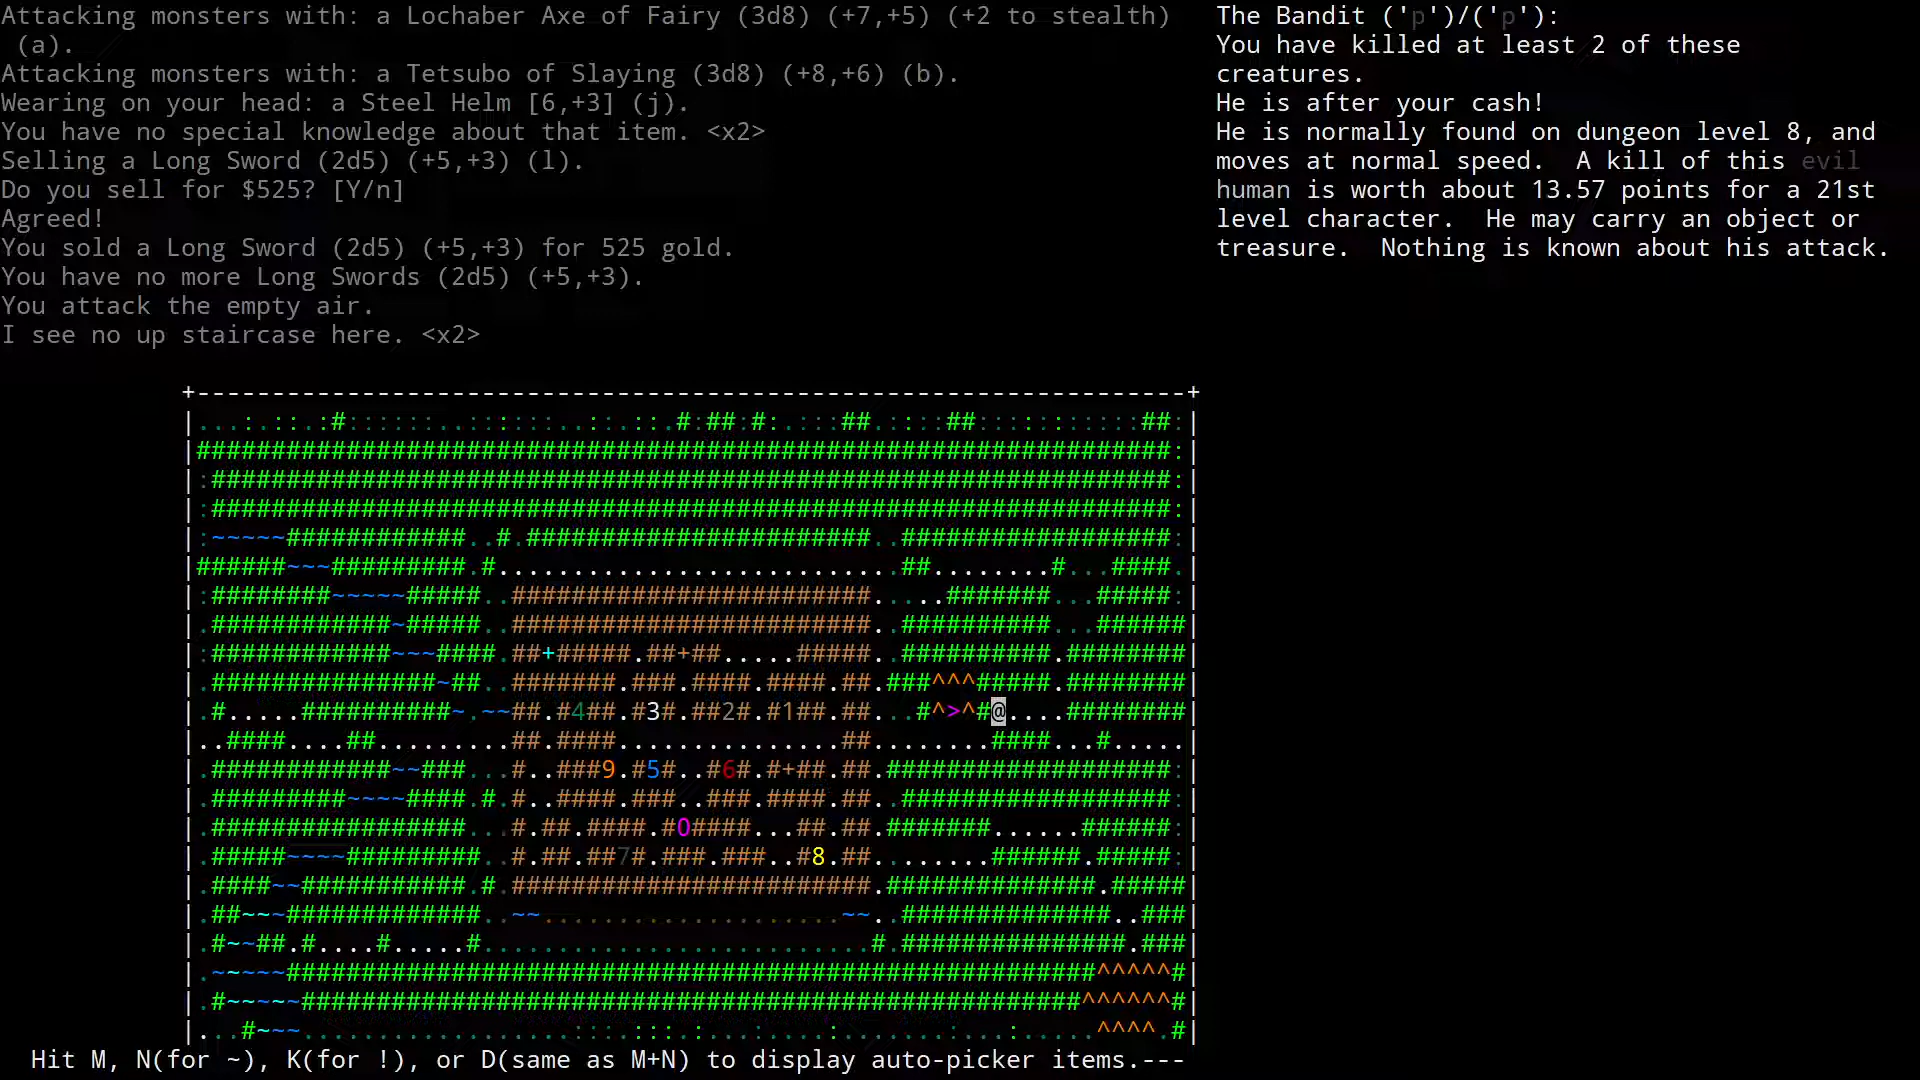 Attacking monsters with: a Lochaber Axe of Fairy (3d8) (+7,+5) (+2 to stealth)
(a).
Attacking monsters with: a Tetsubo of Slaying (3d8) (+8,+6) (b).
Wearing on your head: a Steel Helm [6,+3] (j).
You have no special knowledge about that item. <x2>
Selling a Long Sword (2d5) (+5,+3) (l).
Do you sell for $525? [Y/n]
Agreed!
You sold a Long Sword (2d5) (+5,+3) for 525 gold.
You have no more Long Swords (2d5) (+5,+3).
You attack the empty air.
I see no up staircase here. <x2>
The Bandit ('p')/('p'):
You have killed at least 2 of these
creatures.
He is after your cash!
He is normally found on dungeon level 8, and
moves at normal speed.  A kill of this evil
human is worth about 13.57 points for a 21st
level character.  He may carry an object or
treasure.  Nothing is known about his attack.
Hit M, N(for ~), K(for !), or D(same as M+N) to display auto-picker items.---